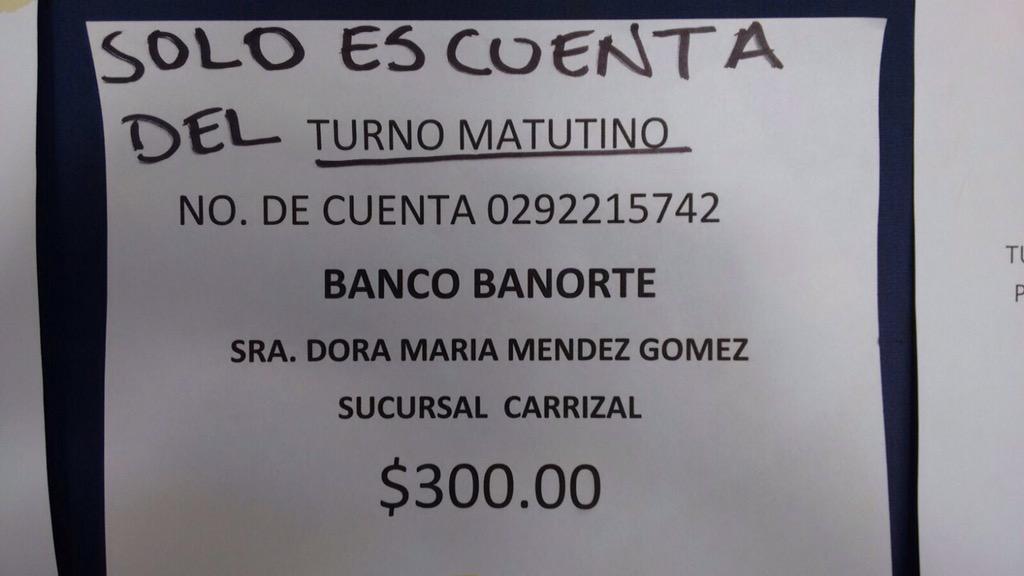 SOLO ES CUENTA
DEL TURNO MATUTINO
NO. DE CUENTA 0292215742
BANCO BANORTE
SRA. DORA MARIA MENDEZ GOMEZ
SUCURSAL CARRIZAL
$300.00